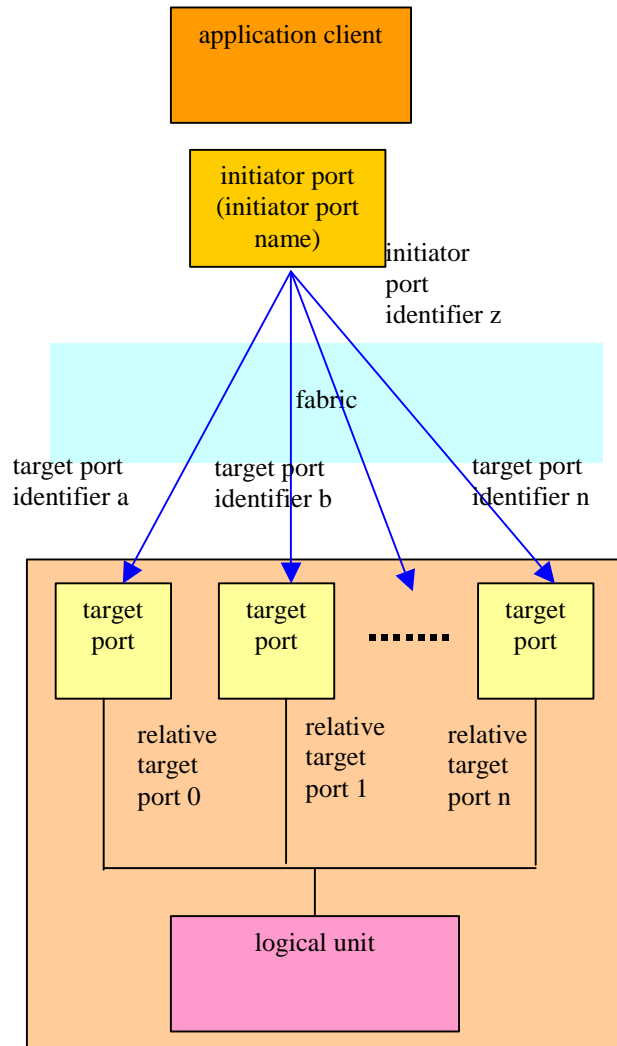 application client
initiator port
(initiator port
name)
initiator
port
identifier z
fabric
target port
identifier a
target port
identifier b
target port
identifier n
target
port
target
port
target
port
relative
target
port 0
relative
target
port 1
relative
target
port n
logical unit